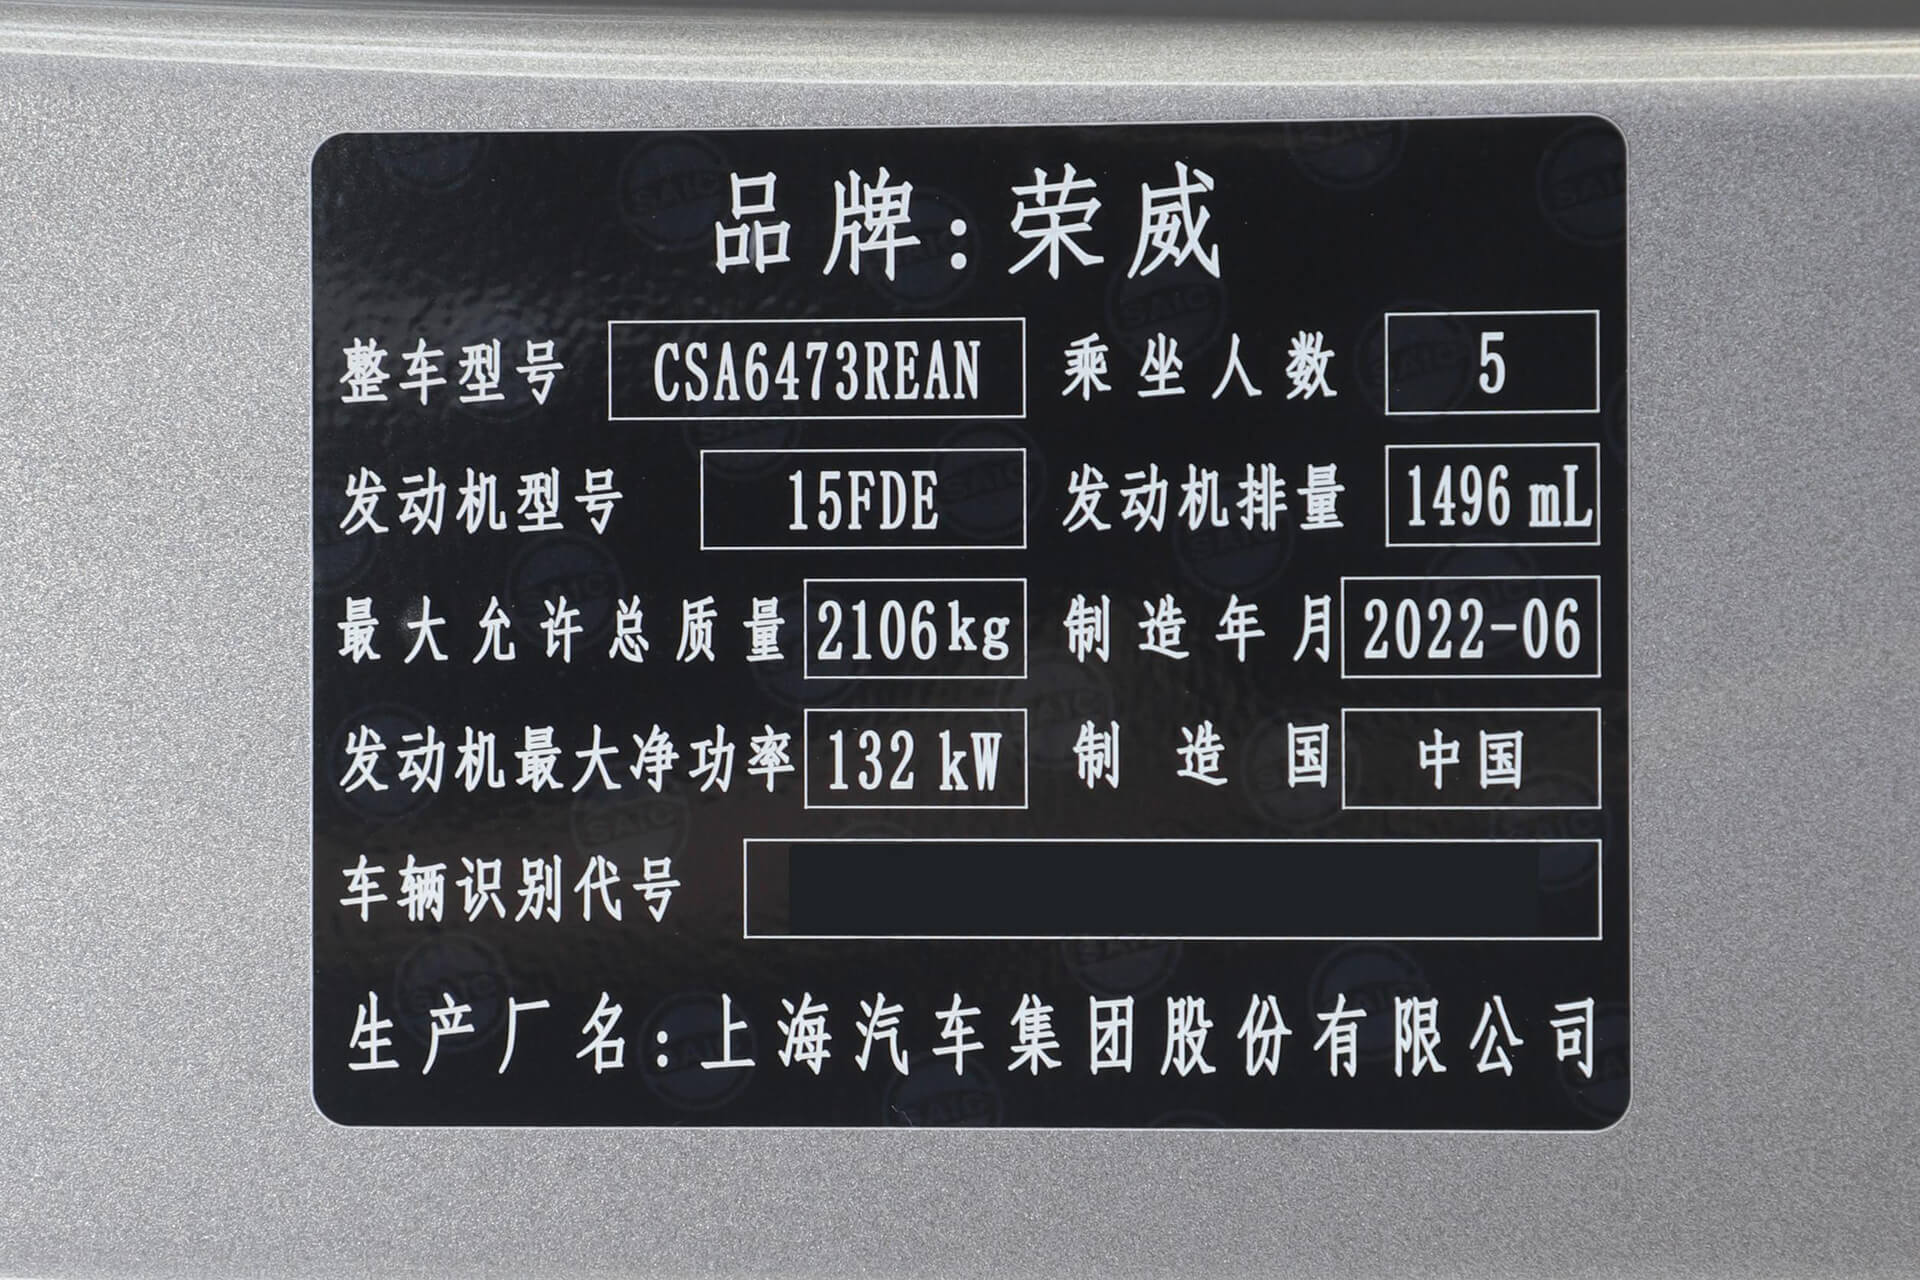 品牌:荣威
整车型号 CSA6473REAN 乘坐人数 5
发动机型号 15FDE 发动机排量 1496 mL
最大允许总质量 2106kg 制造年月 2022-06
发动机最大净功率 132 kW 制造国 中国
车辆识别代号
生产厂名:上海汽车集团股份有限公司